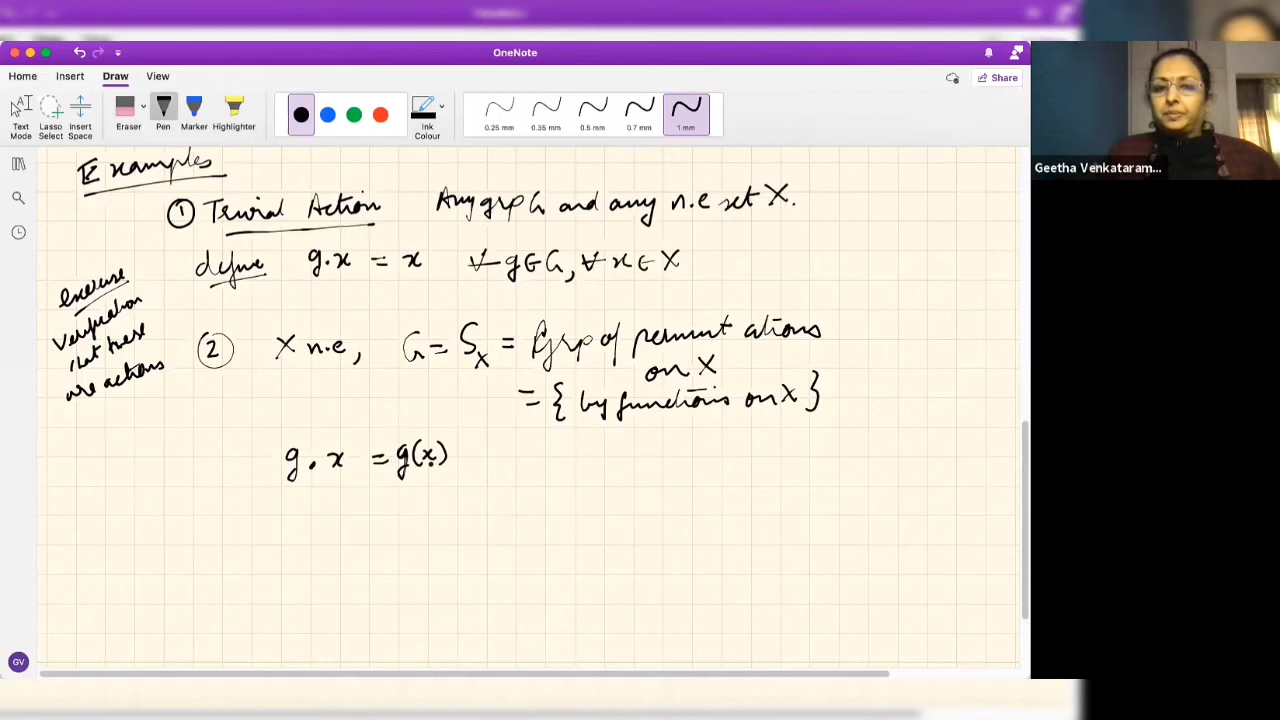 OneNote
Home Insert Draw View
Share
Text Mode Lasso Select Insert Space Eraser Pen Marker Highlighter Ink Colour 0.25 mm 0.35 mm 0.5 mm 0.7 mm 1 mm
Geetha Venkataram...
Examples
① Trivial Action Any grp G and any n.e set X.
define g.x = x ∀ g ∈ G, ∀ x ∈ X
exercise
verification
that these
are actions
② X n.e, G = S_X = Grp of permutations
on X
= { bij functions on X }
g . x = g(x)
GV